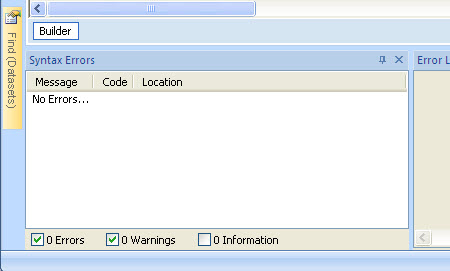 Find (Datasets)
Builder
Syntax Errors
Error L
Message Code Location
No Errors...
0 Errors 0 Warnings 0 Information